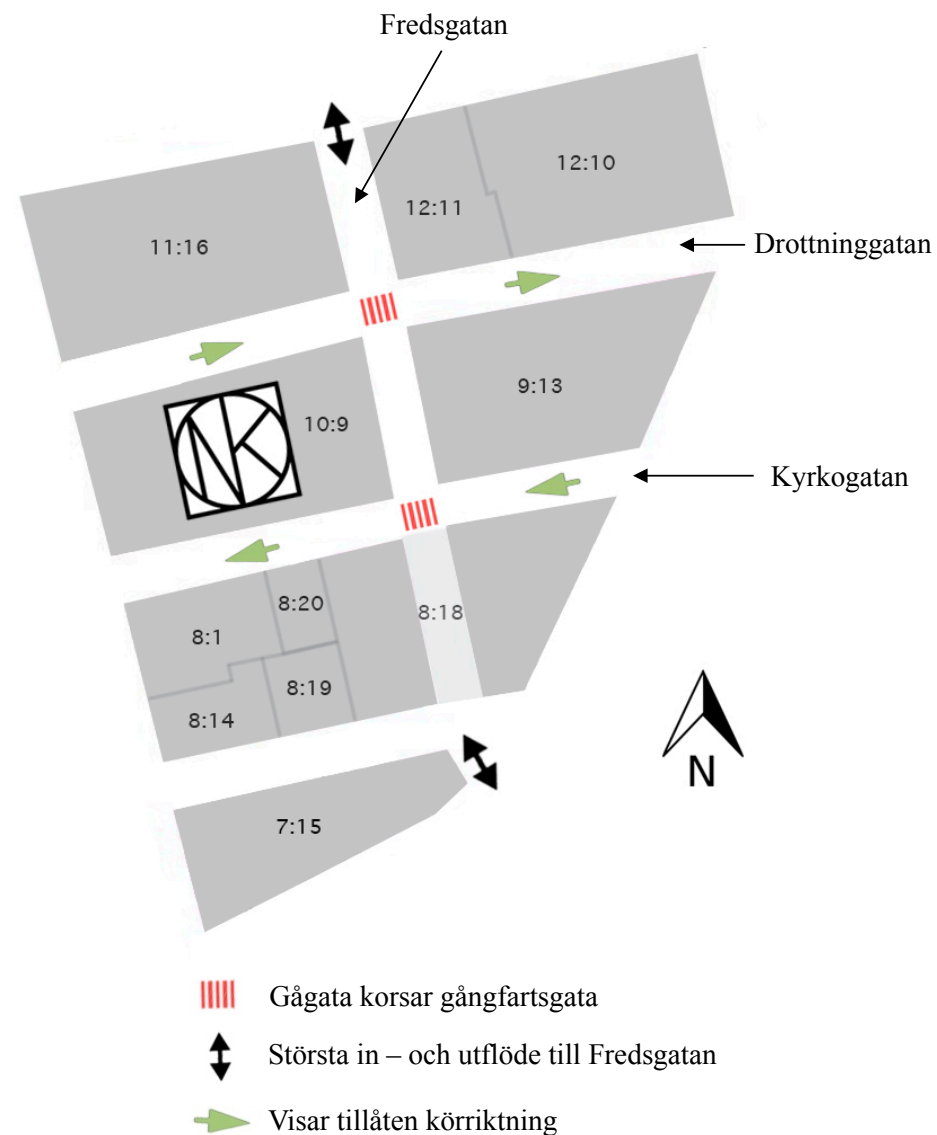 Fredsgatan
12:10
12:11
11:16
Drottninggatan
9:13
10:9
NK
Kyrkogatan
8:20
8:18
8:1
8:19
8:14
N
7:15
Gågata korsar gångfartsgata
Största in – och utflöde till Fredsgatan
Visar tillåten körriktning